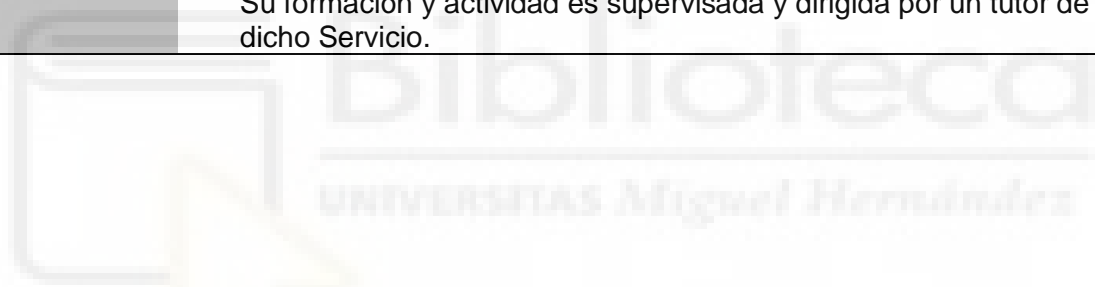 Su formación y actividad es supervisada y dirigida por un tutor de
dicho Servicio.
Biblioteca
UNIVERSITAS Miguel Hernández